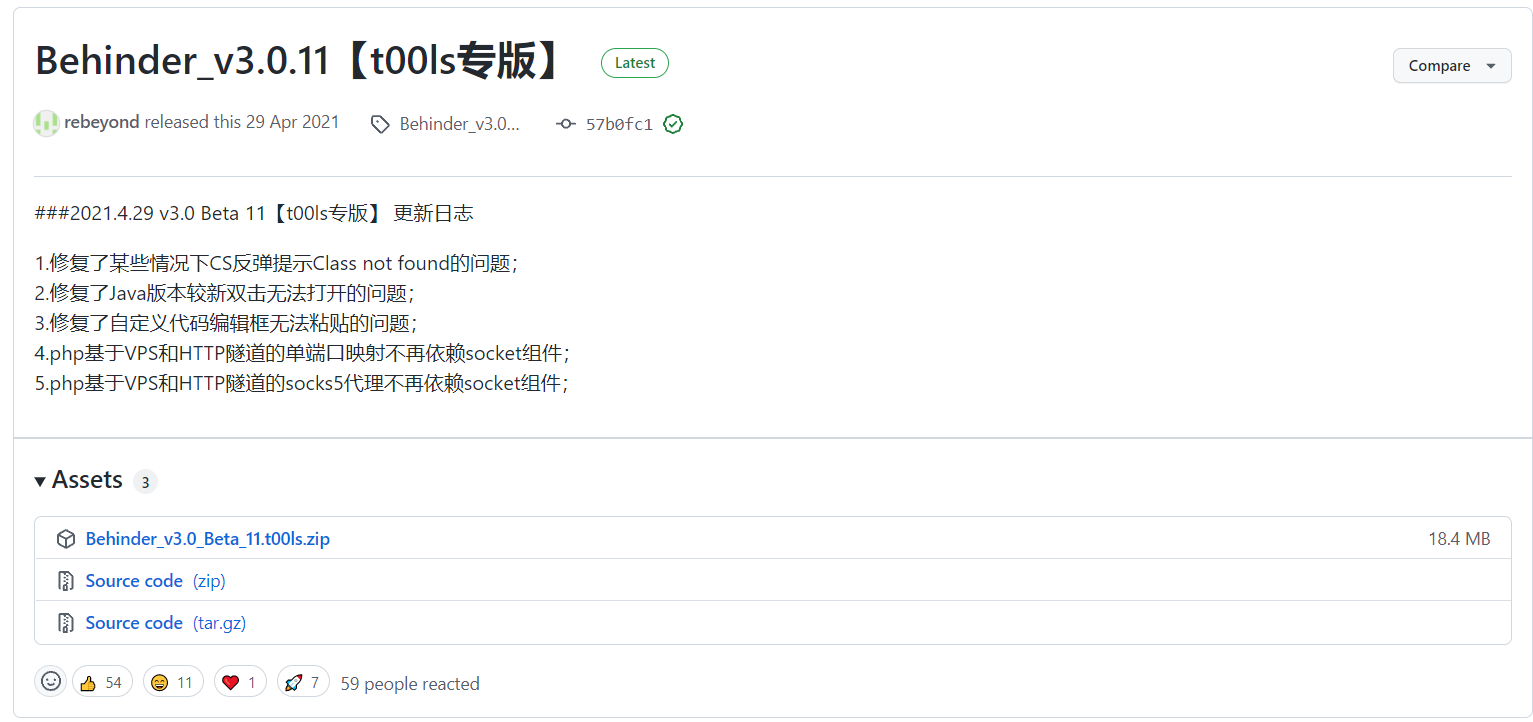 Behinder_v3.0.11【t00ls专版】 Latest Compare
rebeyond released this 29 Apr 2021 Behinder_v3.0... 57b0fc1
###2021.4.29 v3.0 Beta 11【t00ls专版】 更新日志
1.修复了某些情况下CS反弹提示Class not found的问题；
2.修复了Java版本较新双击无法打开的问题；
3.修复了自定义代码编辑框无法粘贴的问题；
4.php基于VPS和HTTP隧道的单端口映射不再依赖socket组件；
5.php基于VPS和HTTP隧道的socks5代理不再依赖socket组件；
Assets 3
Behinder_v3.0_Beta_11.t00ls.zip 18.4 MB
Source code (zip)
Source code (tar.gz)
54 11 1 7 59 people reacted